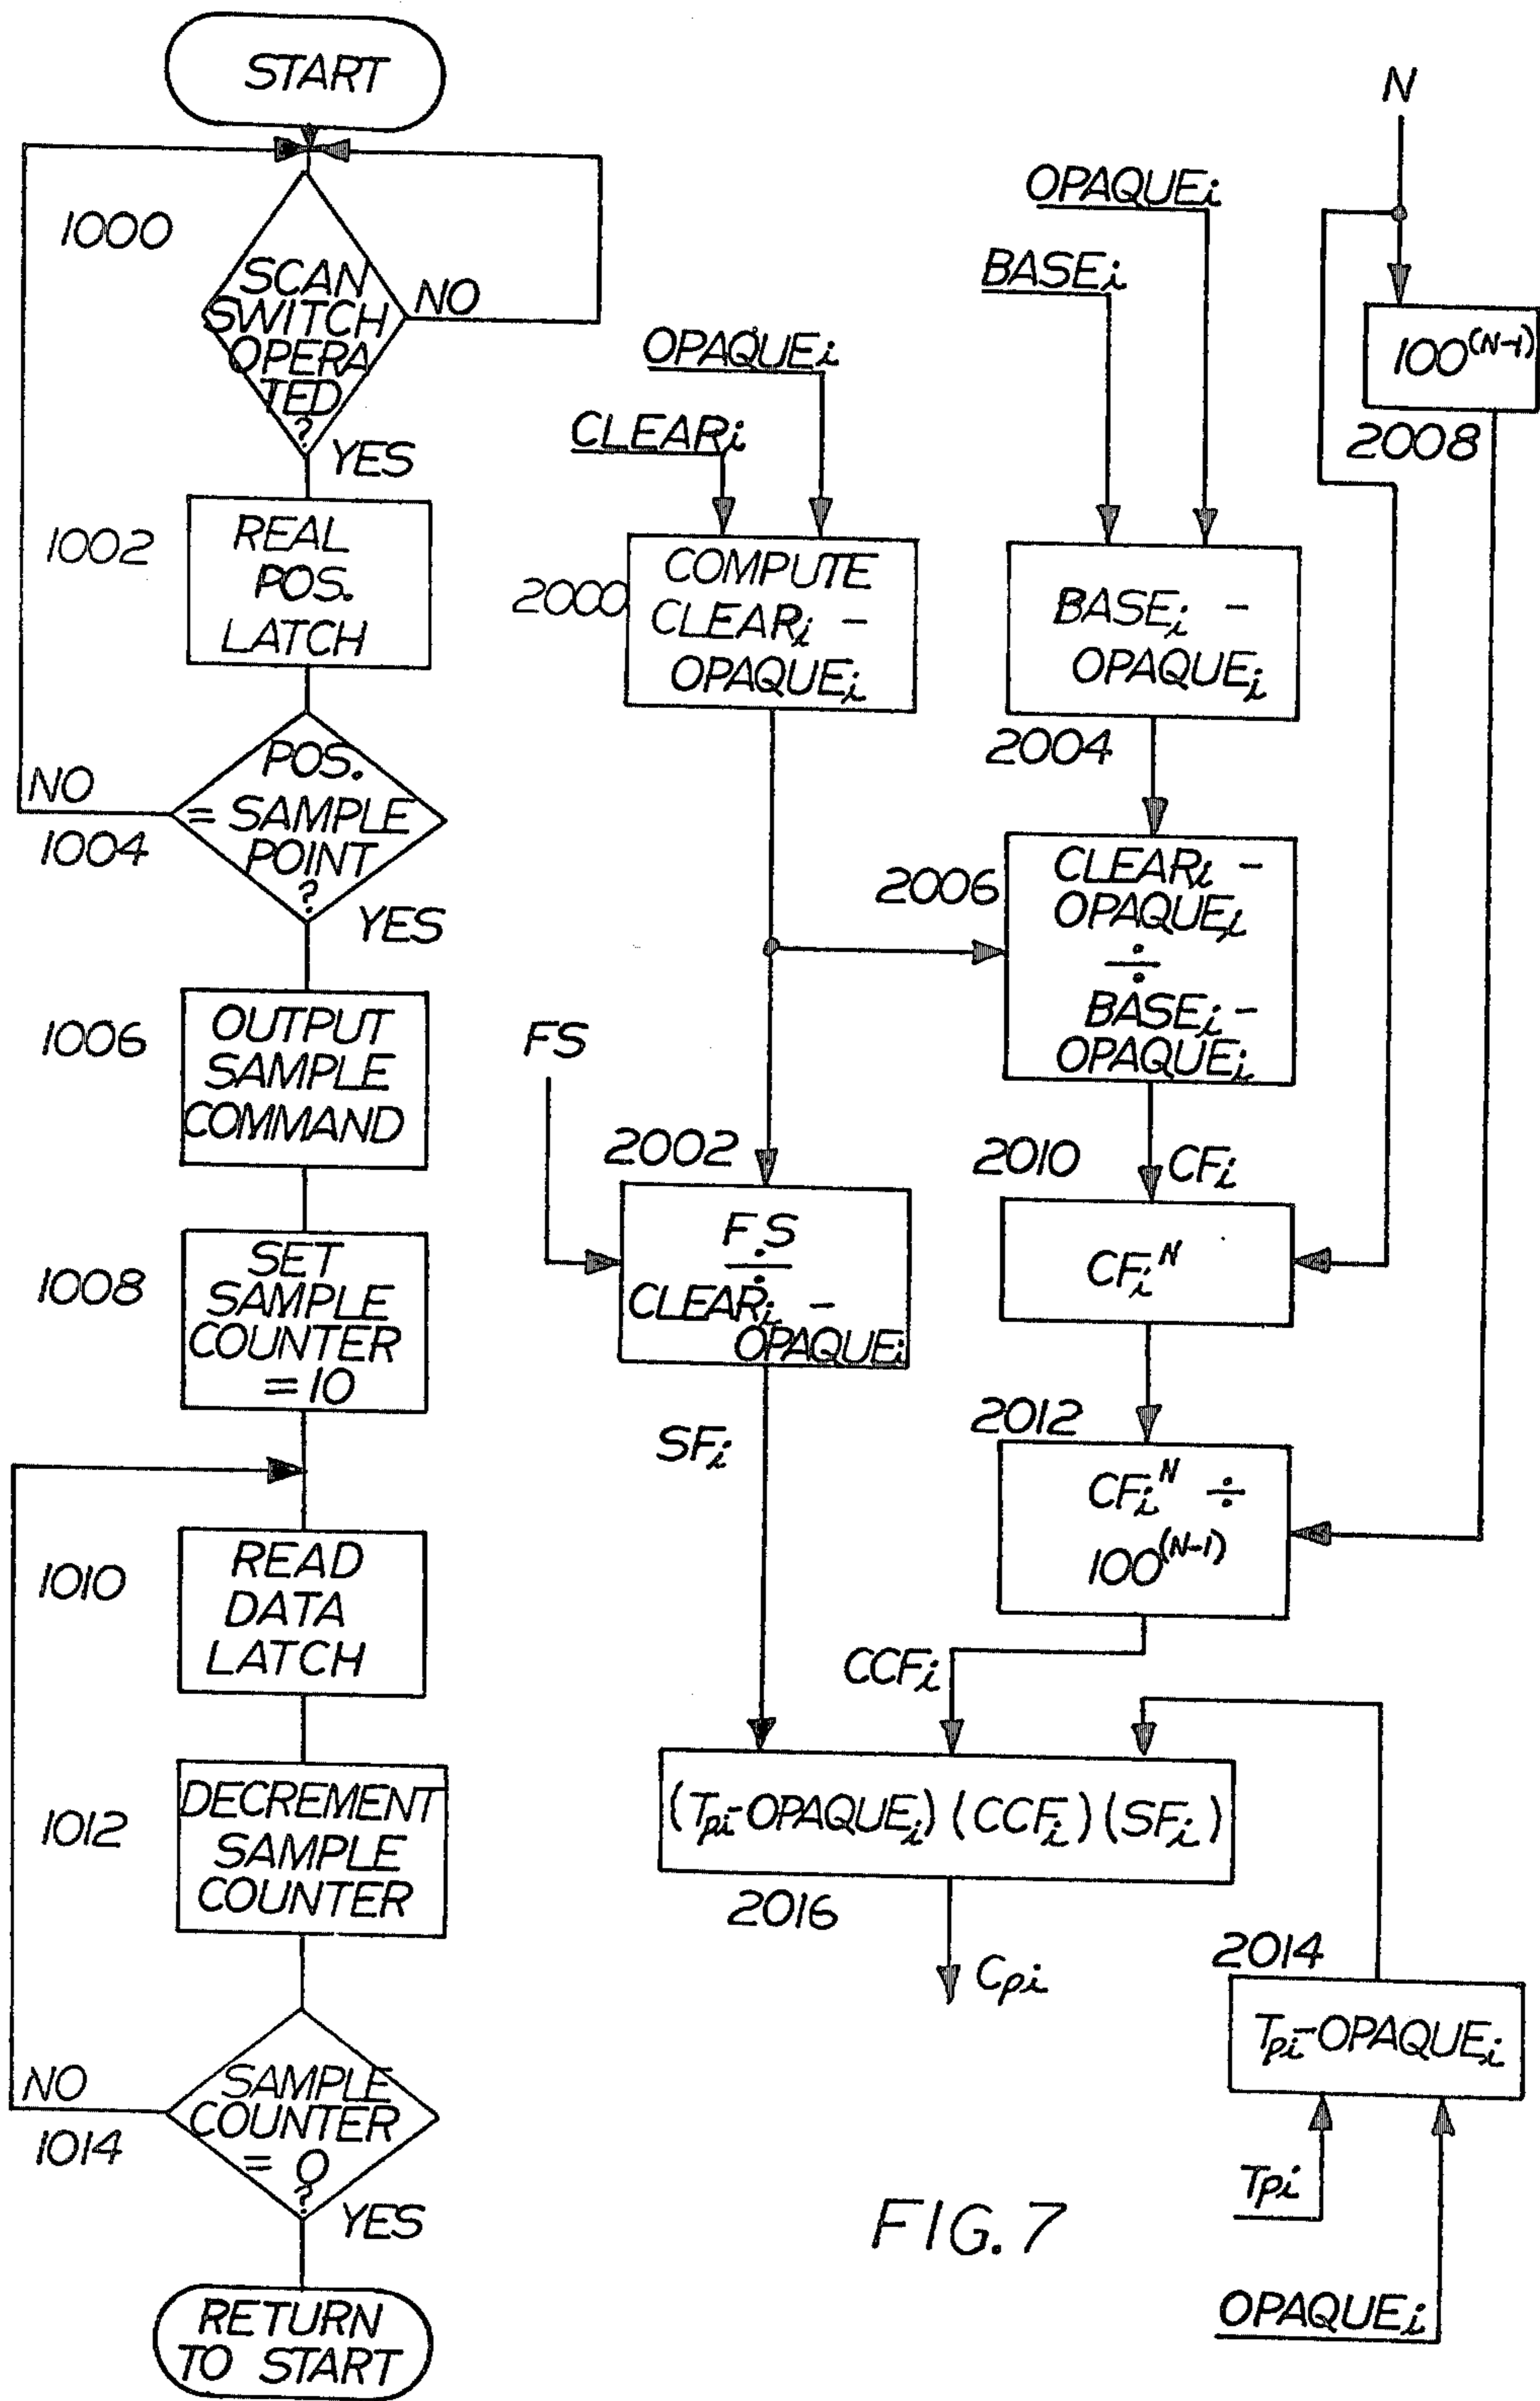 START
1000
SCAN
SWITCH
OPERA
TED
?
NO
YES
1002
REAL
POS.
LATCH
POS.
= SAMPLE
POINT
?
NO
1004
YES
1006
OUTPUT
SAMPLE
COMMAND
1008
SET
SAMPLE
COUNTER
= 10
1010
READ
DATA
LATCH
1012
DECREMENT
SAMPLE
COUNTER
SAMPLE
COUNTER
= 0
?
NO
1014
YES
RETURN
TO START
OPAQUEi
CLEARi
2000
COMPUTE
CLEARi -
OPAQUEi
FS
2002
FS
÷
CLEARi -
OPAQUEi
SFi
OPAQUEi
BASEi
BASEi -
OPAQUEi
2004
2006
CLEARi -
OPAQUEi
÷
BASEi -
OPAQUEi
2010
CFi
CFi^N
2012
CFi^N ÷
100^(N-1)
CCFi
N
100^(N-1)
2008
(Tpi-OPAQUEi)(CCFi)(SFi)
2016
Cpi
2014
Tpi-OPAQUEi
Tpi
OPAQUEi
FIG. 7